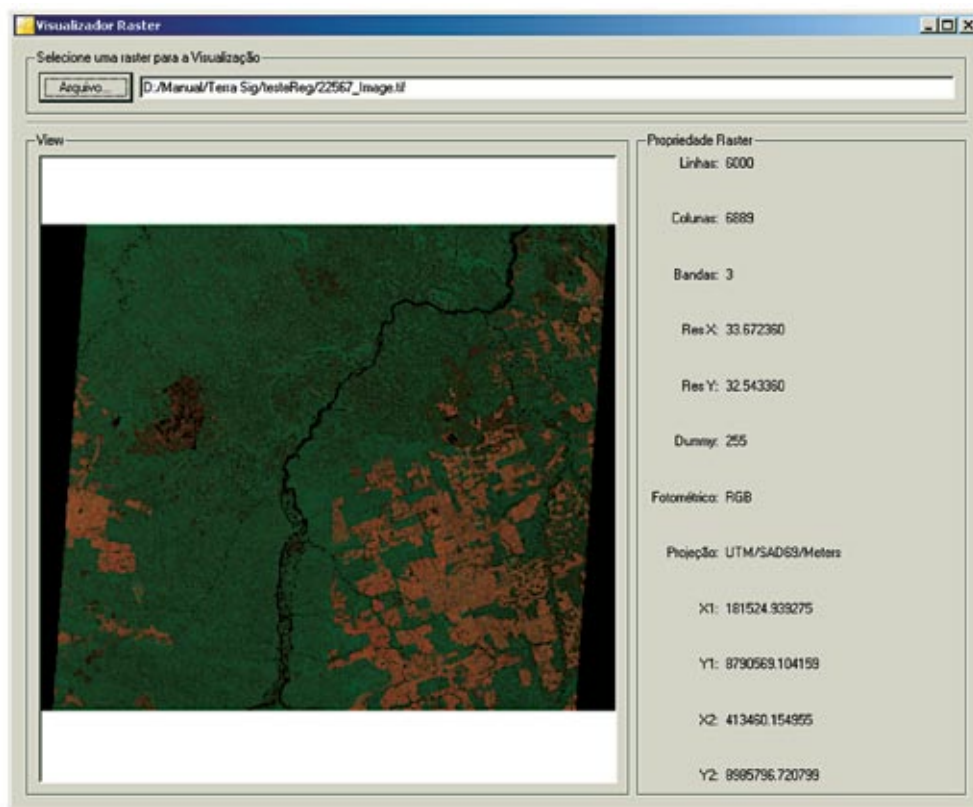 Visualizador Raster
Selecione uma raster para a Visualização
Arquivo...
D:/Manual/Terra Sig/testeReg/22567_Image.tif
View
Propriedade Raster
Linhas: 6000
Colunas: 6889
Bandas: 3
Res X: 33.672360
Res Y: 32.543360
Dummy: 255
Fotométrico: RGB
Projeção: UTM/SAD69/Meters
X1: 181524.939275
Y1: 8790569.104159
X2: 413460.154955
Y2: 8985796.720799